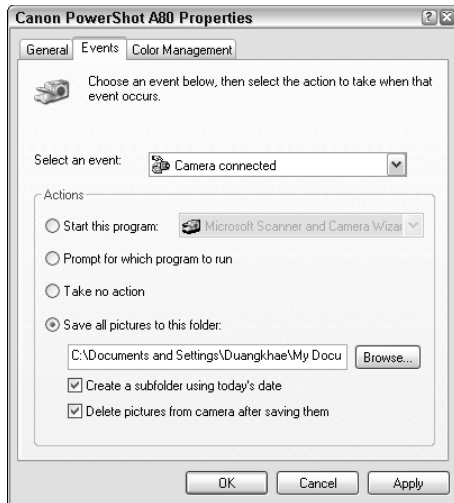 Canon PowerShot A80 Properties
General Events Color Management
Choose an event below, then select the action to take when that
event occurs.
Select an event: Camera connected
Actions
Start this program: Microsoft Scanner and Camera Wizar
Prompt for which program to run
Take no action
Save all pictures to this folder:
C:\Documents and Settings\Duangkhae\My Docu Browse...
Create a subfolder using today's date
Delete pictures from camera after saving them
OK Cancel Apply